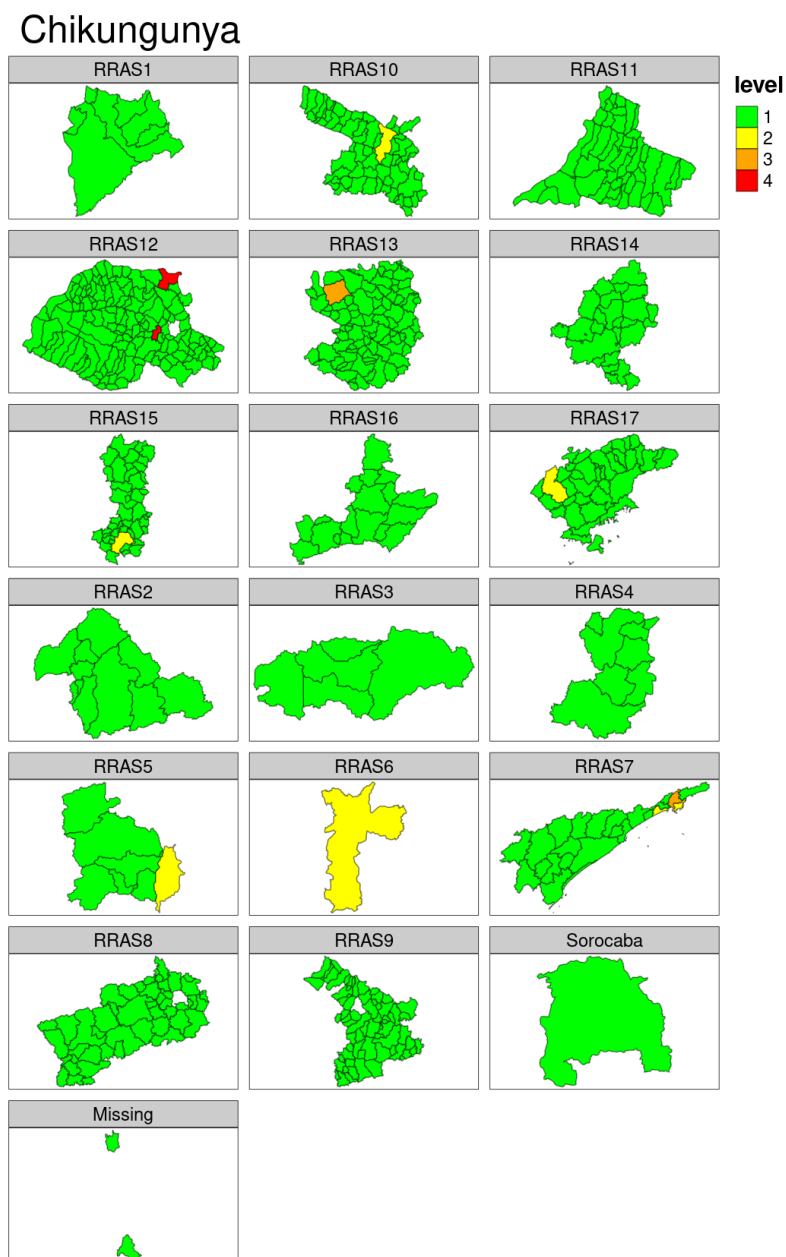 Chikungunya
RRAS1
RRAS10
RRAS11
level
1
2
3
4
RRAS12
RRAS13
RRAS14
RRAS15
RRAS16
RRAS17
RRAS2
RRAS3
RRAS4
RRAS5
RRAS6
RRAS7
RRAS8
RRAS9
Sorocaba
Missing